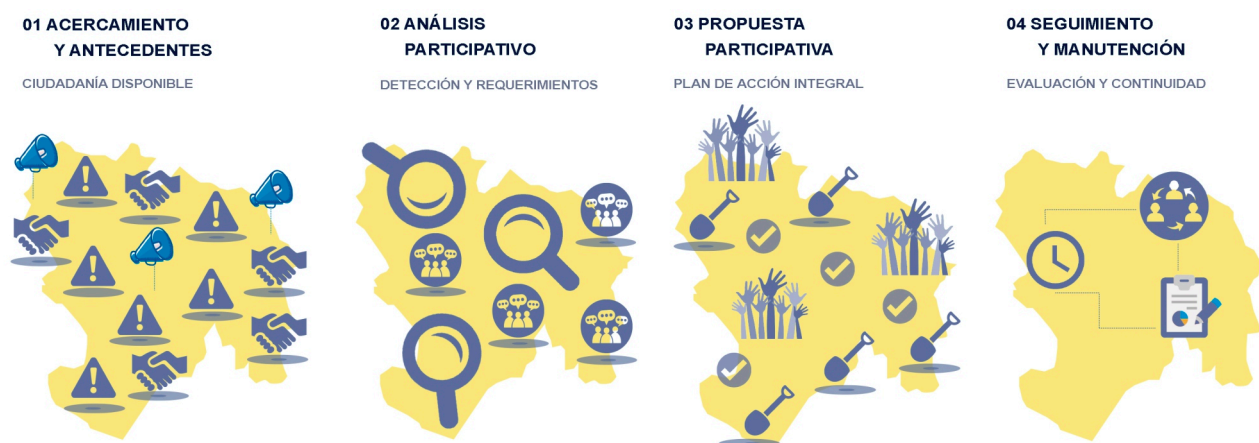 01 ACERCAMIENTO
Y ANTECEDENTES
CIUDADANÍA DISPONIBLE
02 ANÁLISIS
PARTICIPATIVO
DETECCIÓN Y REQUERIMIENTOS
03 PROPUESTA
PARTICIPATIVA
PLAN DE ACCIÓN INTEGRAL
04 SEGUIMIENTO
Y MANUTENCIÓN
EVALUACIÓN Y CONTINUIDAD